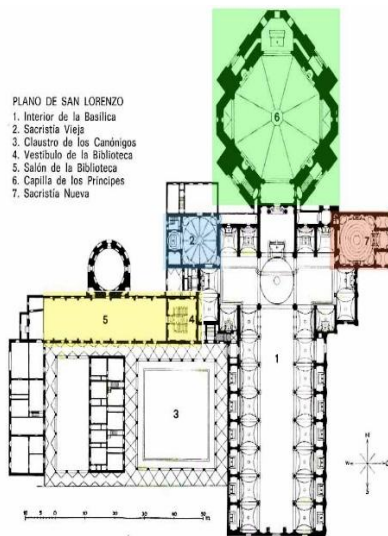 PLANO DE SAN LORENZO
1. Interior de la Basílica
2. Sacristía Vieja
3. Claustro de los Canónigos
4. Vestíbulo de la Biblioteca
5. Salón de la Biblioteca
6. Capilla de los Príncipes
7. Sacristía Nueva
6
2
7
5
4
1
3